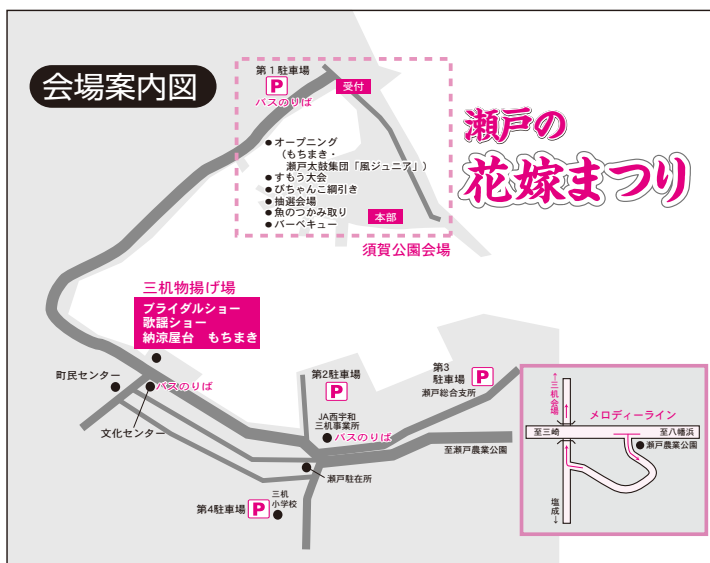 会場案内図
瀬戸の
花嫁まつり
第1駐車場
P
バスのりば
受付
●オープニング
(もちまき・
瀬戸太鼓集団「風ジュニア」)
●すもう大会
●びちゃんこ綱引き
●抽選会場
●魚のつかみ取り
●バーベキュー
本部
須賀公園会場
三机物揚げ場
ブライダルショー
歌謡ショー
納涼屋台 もちまき
町民センター
バスのりば
文化センター
第2駐車場
P
JA西宇和
三机事業所
バスのりば
第3
駐車場
P
瀬戸総合支所
至瀬戸農業公園
瀬戸駐在所
第4駐車場
P
三机
小学校
↑三机会場
メロディーライン
至三崎
至八幡浜
瀬戸農業公園
塩成↓